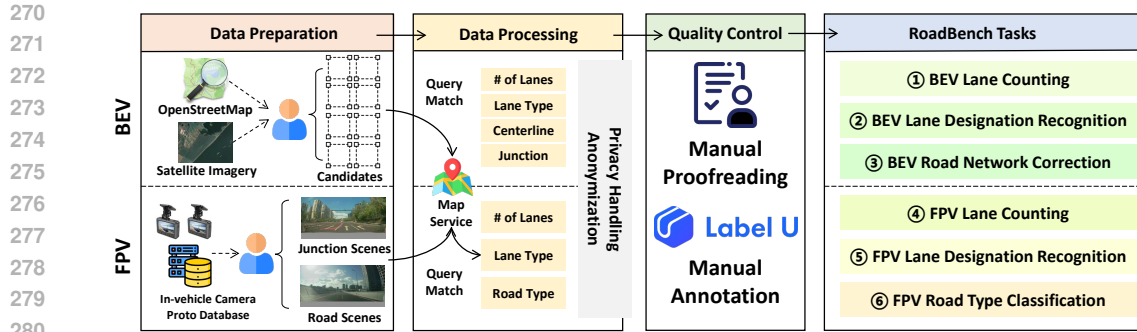 270
271
272
273
274
275
276
277
278
279
280
Data Preparation
Data Processing
Quality Control
RoadBench Tasks
BEV
OpenStreetMap
Satellite Imagery
Candidates
Query
Match
# of Lanes
Lane Type
Centerline
Junction
Map
Service
Privacy Handling
Anonymization
Manual
Proofreading
Label U
Manual
Annotation
① BEV Lane Counting
② BEV Lane Designation Recognition
③ BEV Road Network Correction
FPV
In-vehicle Camera
Proto Database
Junction Scenes
Road Scenes
Query
Match
# of Lanes
Lane Type
Road Type
④ FPV Lane Counting
⑤ FPV Lane Designation Recognition
⑥ FPV Road Type Classification